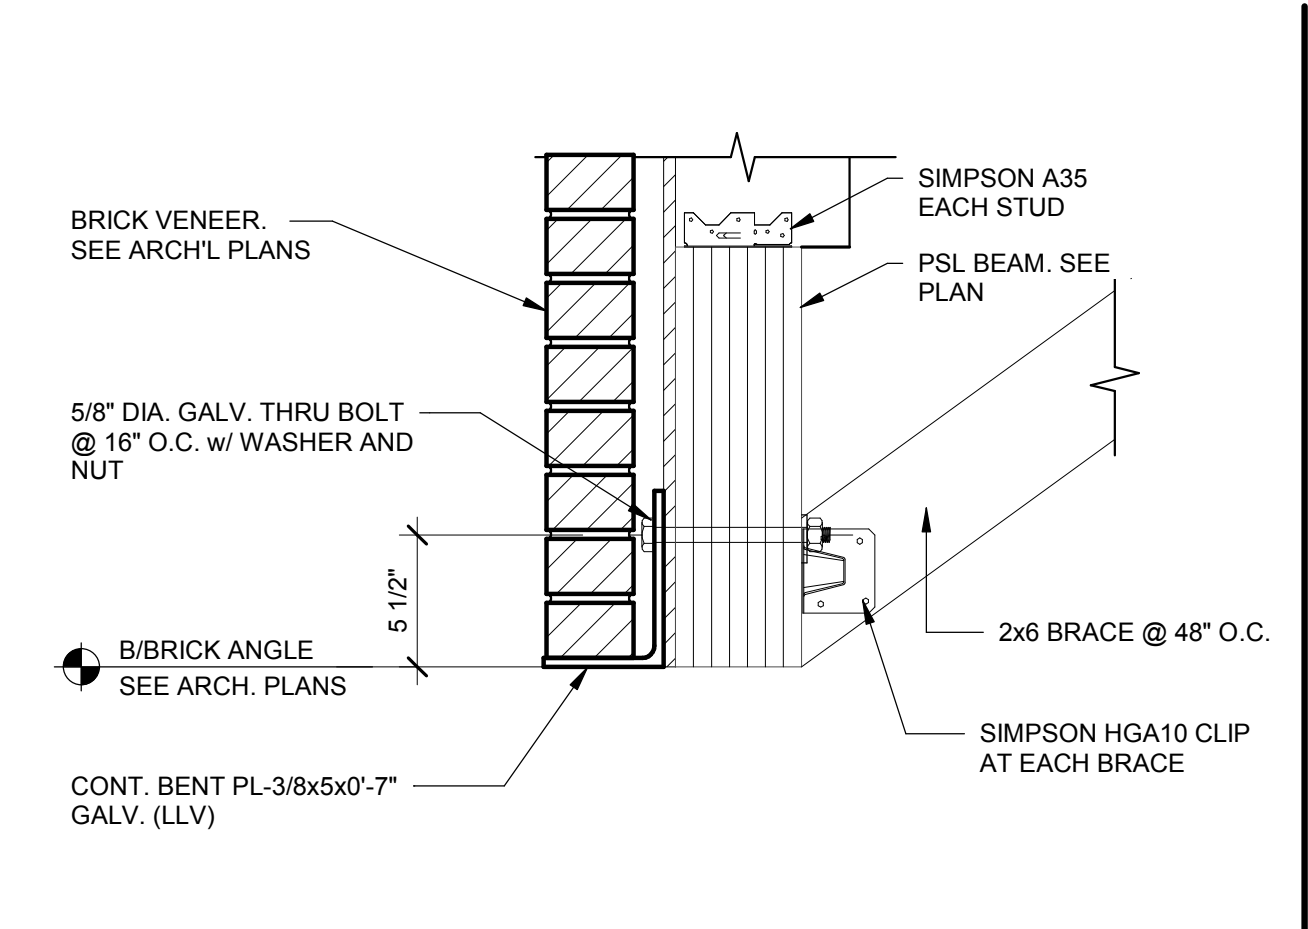 SIMPSON A35
EACH STUD
BRICK VENEER.
SEE ARCH'L PLANS
PSL BEAM. SEE
PLAN
5/8" DIA. GALV. THRU BOLT
@ 16" O.C. w/ WASHER AND
NUT
5 1/2"
2x6 BRACE @ 48" O.C.
B/BRICK ANGLE
SEE ARCH. PLANS
SIMPSON HGA10 CLIP
AT EACH BRACE
CONT. BENT PL-3/8x5x0'-7"
GALV. (LLV)